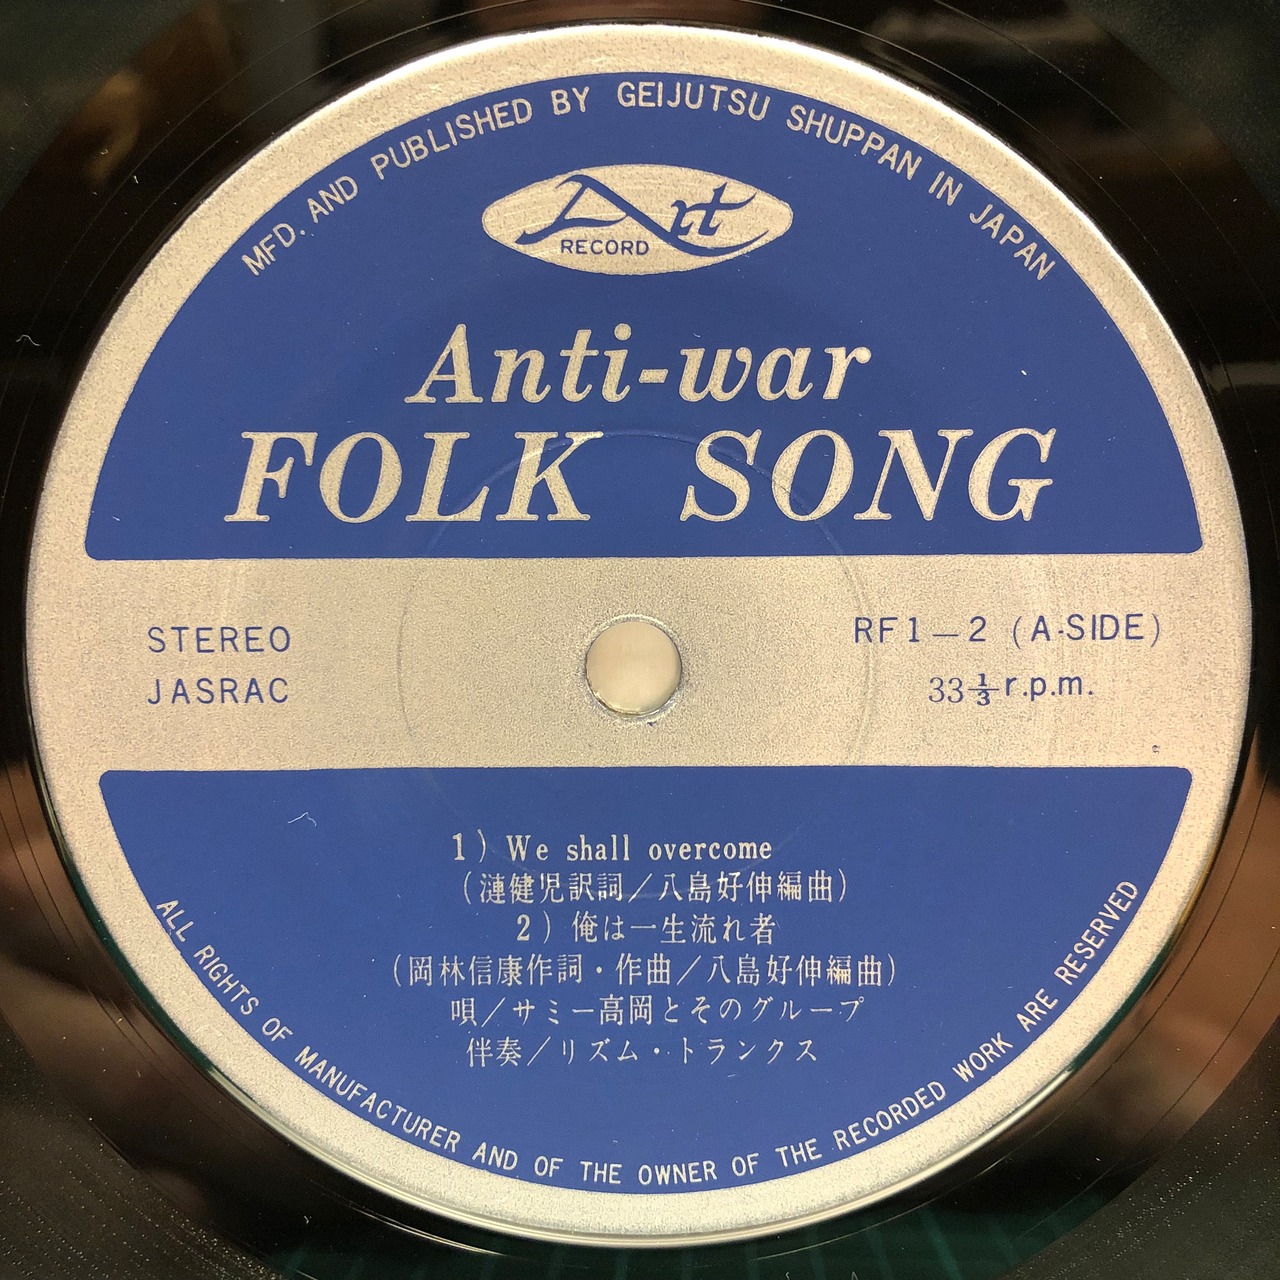 MFD. AND PUBLISHED BY GEIJUTSU SHUPPAN IN JAPAN
Art
RECORD
Anti-war
FOLK SONG
STEREO
JASRAC
RF1–2 (A-SIDE)
33⅓ r.p.m.
1) We shall overcome
(漣健児訳詞/八島好伸編曲)
2) 俺は一生流れ者
(岡林信康作詞・作曲/八島好伸編曲)
唄/サミー高岡とそのグループ
伴奏/リズム・トランクス
ALL RIGHTS OF MANUFACTURER AND OF THE OWNER OF THE RECORDED WORK ARE RESERVED